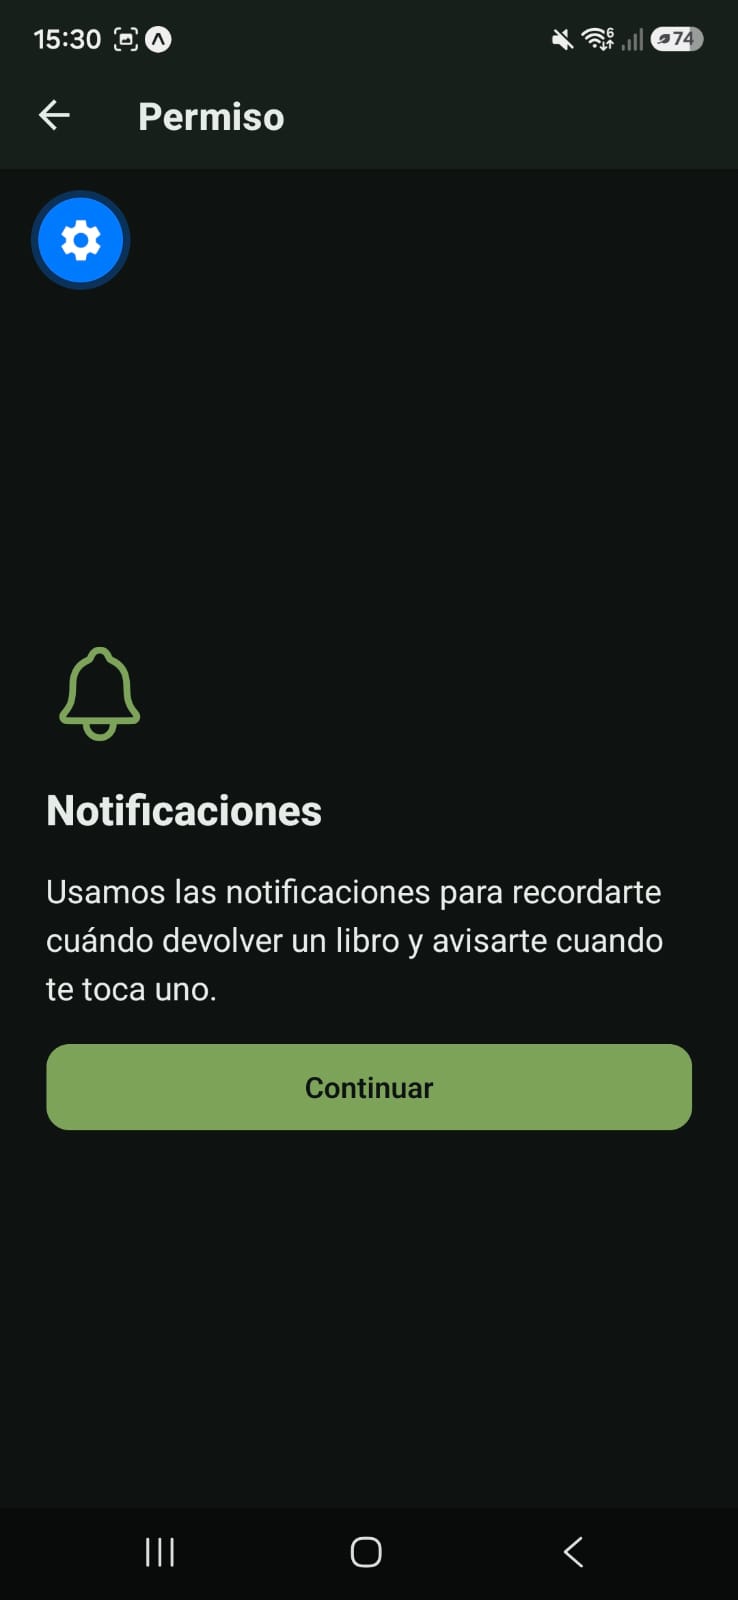 15:30
6
74
Permiso
Notificaciones
Usamos las notificaciones para recordarte
cuándo devolver un libro y avisarte cuando
te toca uno.
Continuar